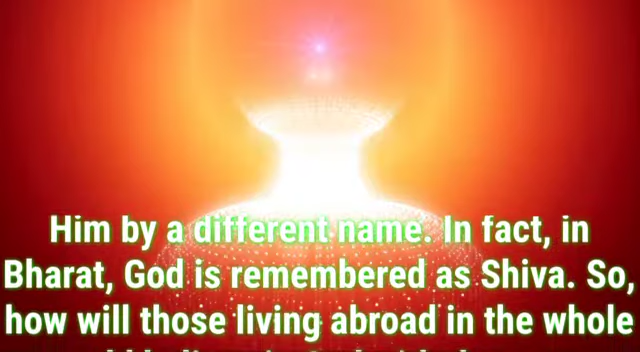 Him by a different name. In fact, in
Bharat, God is remembered as Shiva. So,
how will those living abroad in the whole